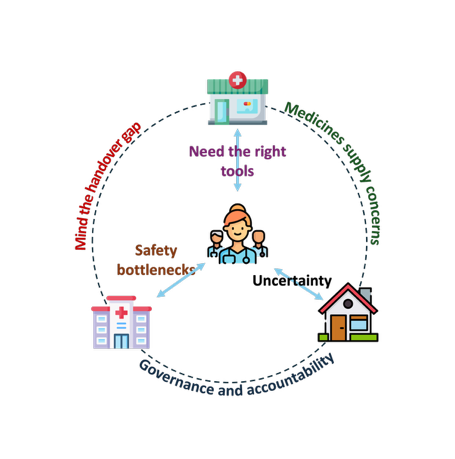 Mind the handover gap
Medicines supply concerns
Need the right
tools
Safety
bottlenecks
Uncertainty
Governance and accountability